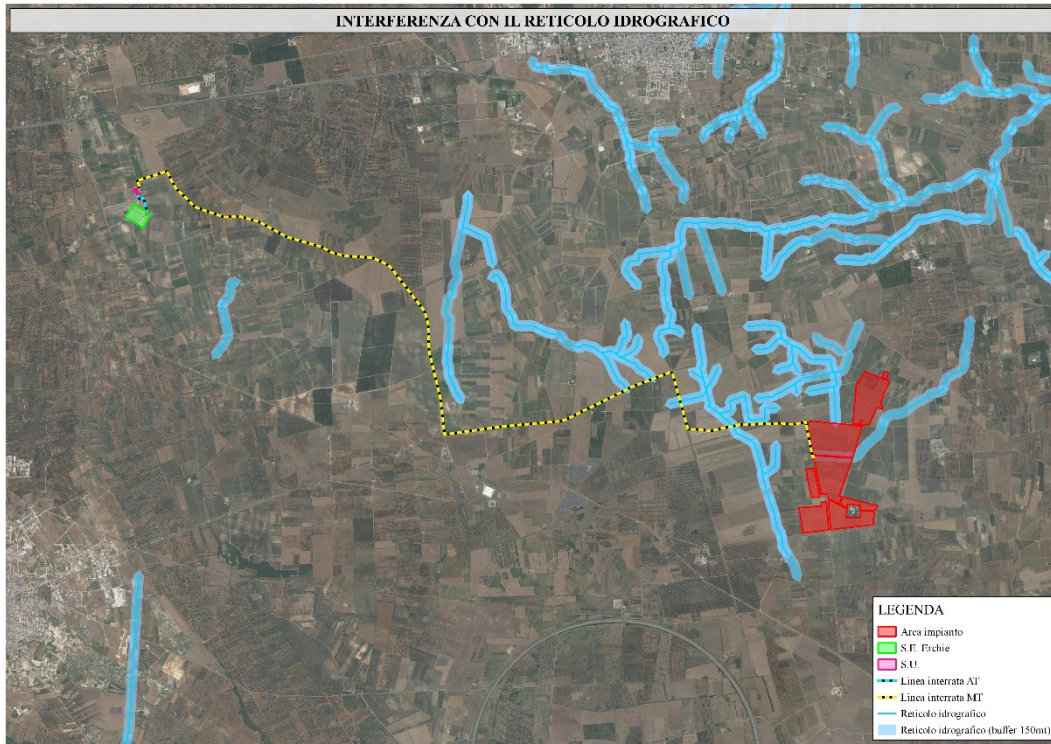 INTERFERENZA CON IL RETICOLO IDROGRAFICO
LEGENDA
Area impianto
S.E. Erchie
S.U.
Linea interrata AT
Linea interrata MT
Reticolo idrografico
Reticolo idrografico (buffer 150mt)